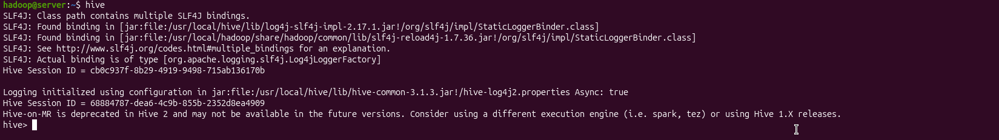 hadoop@server:~$ hive
SLF4J: Class path contains multiple SLF4J bindings.
SLF4J: Found binding in [jar:file:/usr/local/hive/lib/log4j-slf4j-impl-2.17.1.jar!/org/slf4j/impl/StaticLoggerBinder.class]
SLF4J: Found binding in [jar:file:/usr/local/hadoop/share/hadoop/common/lib/slf4j-reload4j-1.7.36.jar!/org/slf4j/impl/StaticLoggerBinder.class]
SLF4J: See http://www.slf4j.org/codes.html#multiple_bindings for an explanation.
SLF4J: Actual binding is of type [org.apache.logging.slf4j.Log4jLoggerFactory]
Hive Session ID = cb0c937f-8b29-4919-9498-715ab136170b
Logging initialized using configuration in jar:file:/usr/local/hive/lib/hive-common-3.1.3.jar!/hive-log4j2.properties Async: true
Hive Session ID = 68884787-dea6-4c9b-855b-2352d8ea4909
Hive-on-MR is deprecated in Hive 2 and may not be available in the future versions. Consider using a different execution engine (i.e. spark, tez) or using Hive 1.X releases.
hive>